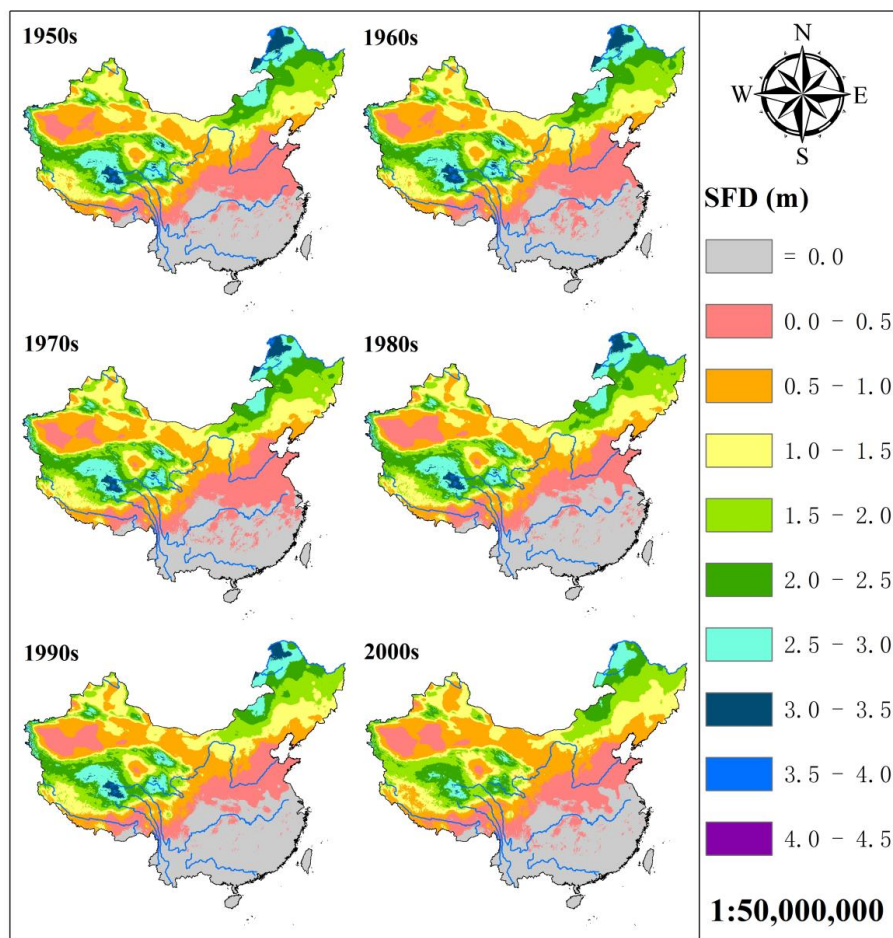 1950s
1960s
1970s
1980s
1990s
2000s
N
W
E
S
SFD (m)
= 0.0
0.0 - 0.5
0.5 - 1.0
1.0 - 1.5
1.5 - 2.0
2.0 - 2.5
2.5 - 3.0
3.0 - 3.5
3.5 - 4.0
4.0 - 4.5
1:50,000,000